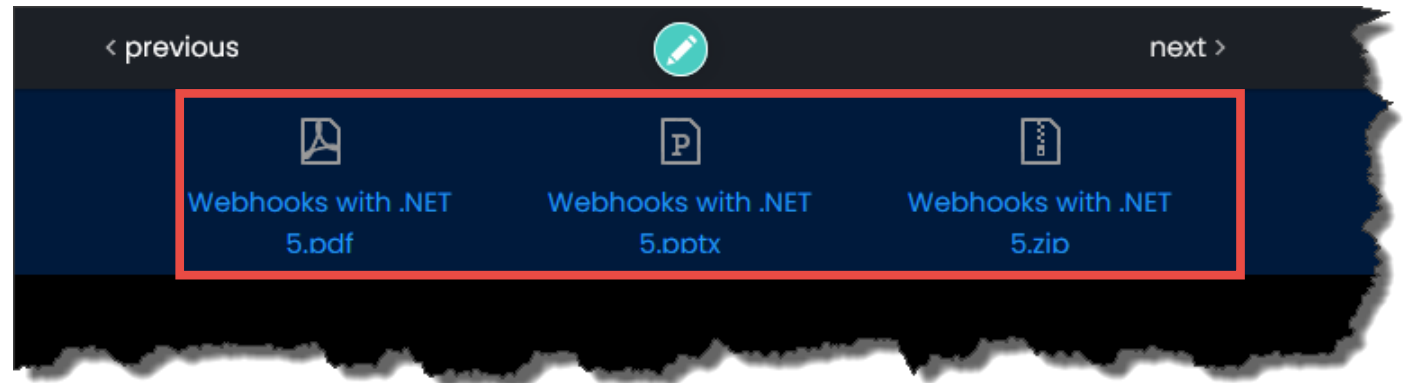 < previous
next >
P
Webhooks with .NET 5.pdf
Webhooks with .NET 5.pptx
Webhooks with .NET 5.zip